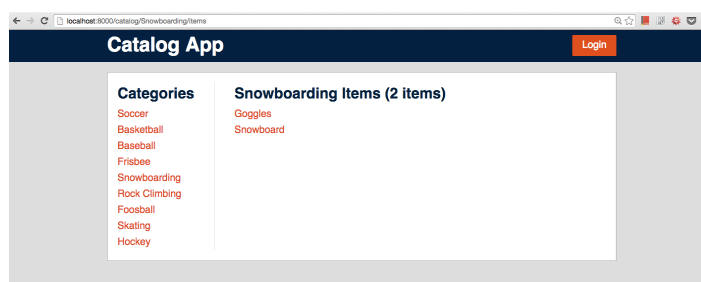 localhost:8000/catalog/Snowboarding/items
Catalog App
Login
Categories
Soccer
Basketball
Baseball
Frisbee
Snowboarding
Rock Climbing
Foosball
Skating
Hockey
Snowboarding Items (2 items)
Goggles
Snowboard